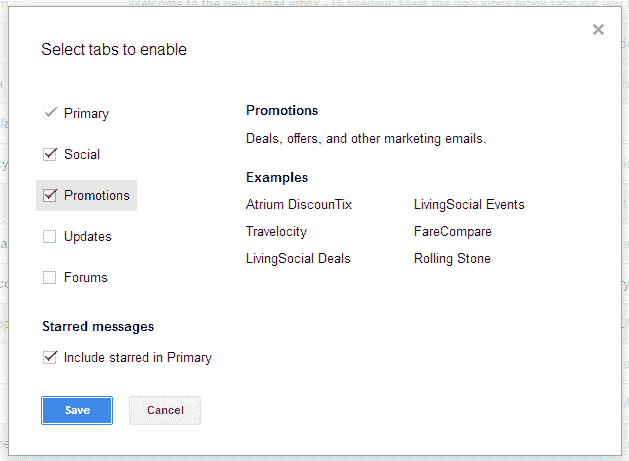 Select tabs to enable
Primary
Social
Promotions
Updates
Forums
Starred messages
Include starred in Primary
Save Cancel
Promotions
Deals, offers, and other marketing emails.
Examples
Atrium DiscounTix LivingSocial Events
Travelocity FareCompare
LivingSocial Deals Rolling Stone